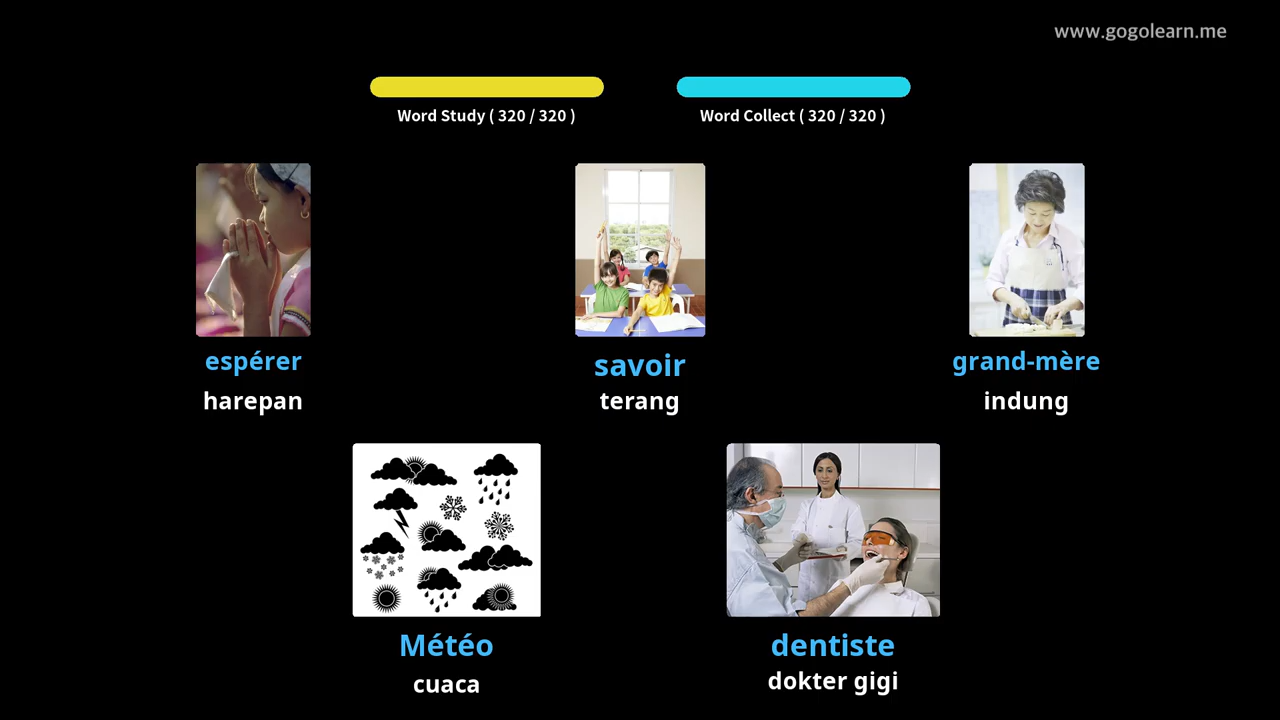 www.gogolearn.me
Word Study ( 320 / 320 )
Word Collect ( 320 / 320 )
espérer
harepan
savoir
terang
grand-mère
indung
Météo
cuaca
dentiste
dokter gigi